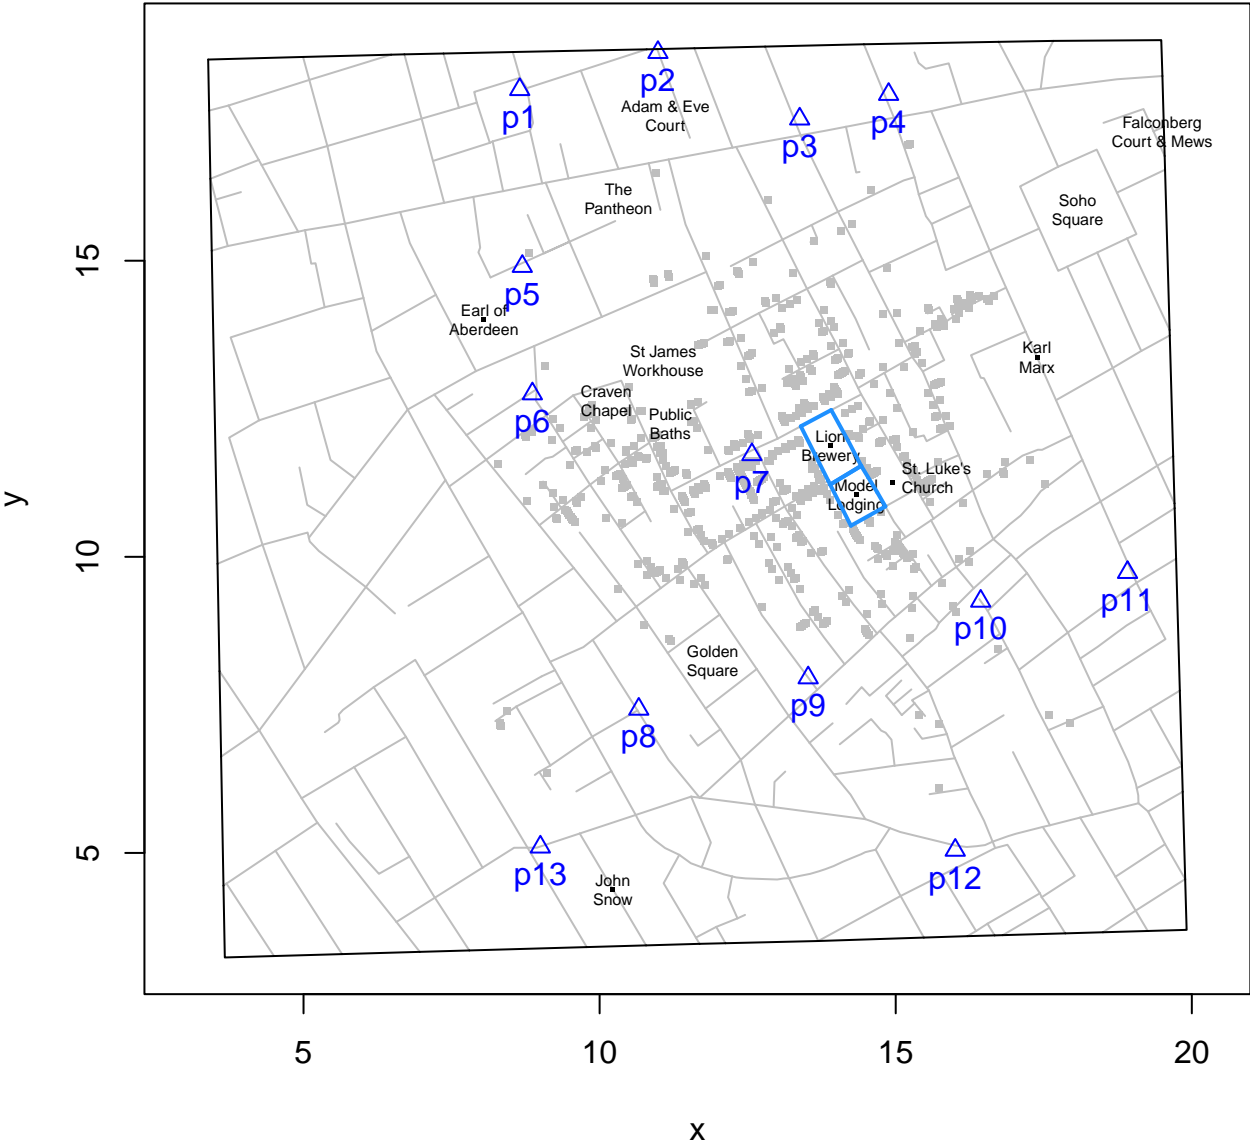 p1
p2
Adam & Eve
Court
p3
p4
Falconberg
Court & Mews
The
Pantheon
Soho
Square
p5
Earl of
Aberdeen
St James
Workhouse
Karl
Marx
Craven
Chapel
Public
Baths
p6
Lion
Brewery
p7
Model
Lodging
St. Luke's
Church
p10
p11
Golden
Square
p8
p9
p13
John
Snow
p12
15
10
5
y
5
10
15
20
x